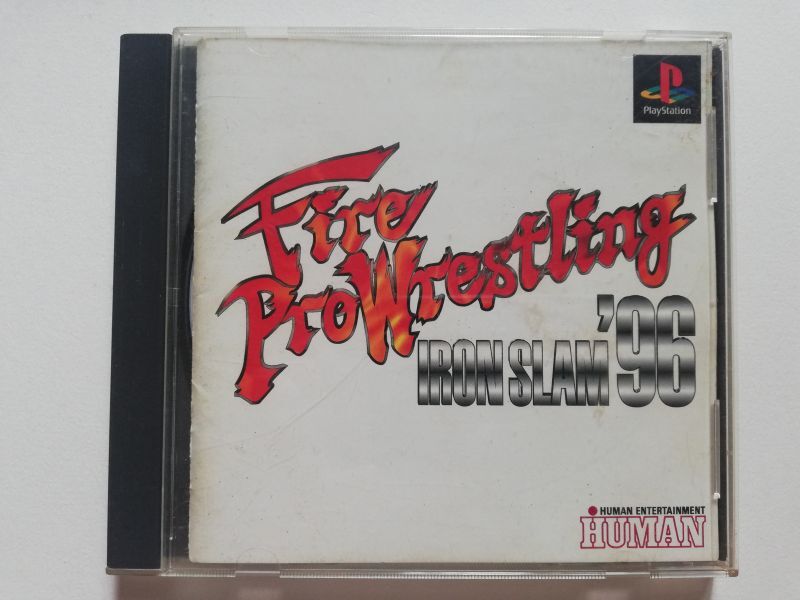 PlayStation
Fire
ProWrestling
IRON SLAM '96
HUMAN ENTERTAINMENT
HUMAN